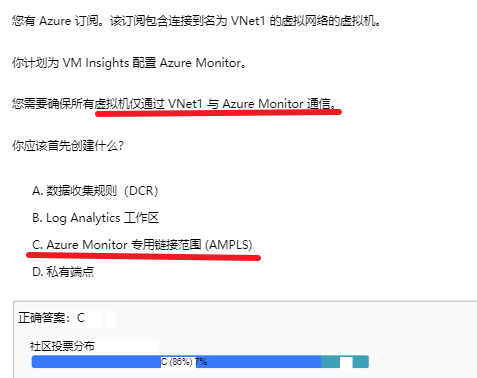 您有 Azure 订阅。该订阅包含连接到名为 VNet1 的虚拟网络的虚拟机。
你计划为 VM Insights 配置 Azure Monitor。
您需要确保所有虚拟机仅通过 VNet1 与 Azure Monitor 通信。
你应该首先创建什么？
A. 数据收集规则（DCR）
B. Log Analytics 工作区
C. Azure Monitor 专用链接范围 (AMPLS)
D. 私有端点
正确答案：C
社区投票分布
C (86%) 7%